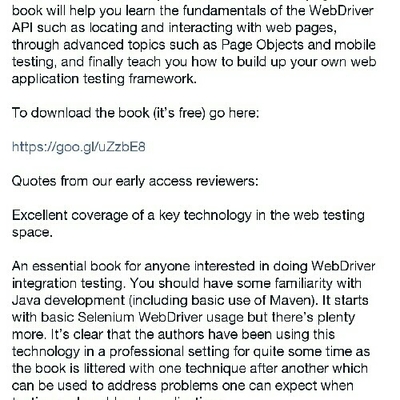 book will help you learn the fundamentals of the WebDriver
API such as locating and interacting with web pages,
through advanced topics such as Page Objects and mobile
testing, and finally teach you how to build up your own web
application testing framework.
To download the book (it's free) go here:
https://goo.gl/uZzbE8
Quotes from our early access reviewers:
Excellent coverage of a key technology in the web testing
space.
An essential book for anyone interested in doing WebDriver
integration testing. You should have some familiarity with
Java development (including basic use of Maven). It starts
with basic Selenium WebDriver usage but there's plenty
more. It's clear that the authors have been using this
technology in a professional setting for quite some time as
the book is littered with one technique after another which
can be used to address problems one can expect when